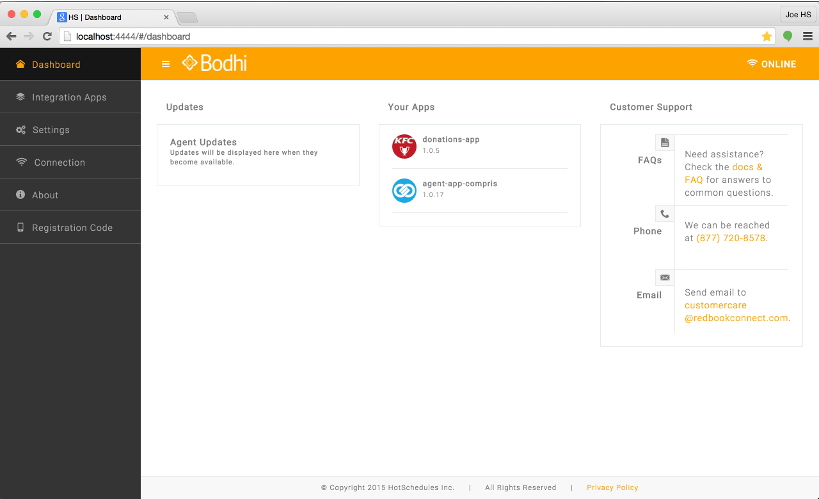 HS | Dashboard
Joe HS
localhost:4444/#/dashboard
Dashboard
Integration Apps
Settings
Connection
About
Registration Code
Bodhi
ONLINE
Updates
Agent Updates
Updates will be displayed here when they
become available.
Your Apps
KFC
donations-app
1.0.5
agent-app-compris
1.0.17
Customer Support
FAQs
Need assistance?
Check the docs &
FAQ for answers to
common questions.
Phone
We can be reached
at (877) 720-8578.
Email
Send email to
customercare
@redbookconnect.com.
© Copyright 2015 HotSchedules Inc. | All Rights Reserved | Privacy Policy